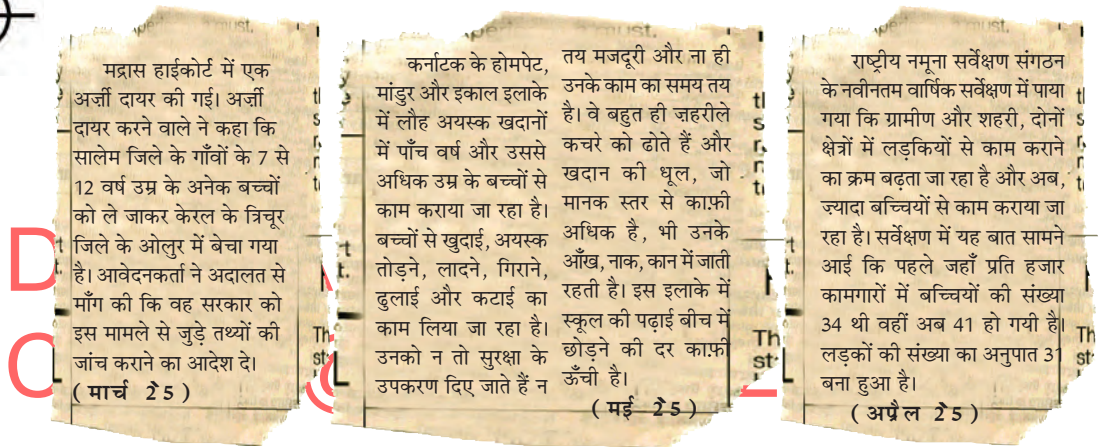 मद्रास हाईकोर्ट में एक
अर्ज़ी दायर की गई। अर्ज़ी
दायर करने वाले ने कहा कि
सालेम जिले के गाँवों के 7 से
12 वर्ष उम्र के अनेक बच्चों
को ले जाकर केरल के त्रिचूर
जिले के ओलुर में बेचा गया
है। आवेदनकर्ता ने अदालत से
माँग की कि वह सरकार को
इस मामले से जुड़े तथ्यों की
जांच कराने का आदेश दे।
(मार्च 25)
कर्नाटक के होमपेट,
मांडुर और इकाल इलाके
में लौह अयस्क खदानों
में पाँच वर्ष और उससे
अधिक उम्र के बच्चों से
काम कराया जा रहा है।
बच्चों से खुदाई, अयस्क
तोड़ने, लादने, गिराने,
ढुलाई और कटाई का
काम लिया जा रहा है।
उनको न तो सुरक्षा के
उपकरण दिए जाते हैं न
तय मजदूरी और ना ही
उनके काम का समय तय
है। वे बहुत ही ज़हरीले
कचरे को ढोते हैं और
खदान की धूल, जो
मानक स्तर से काफ़ी
अधिक है, भी उनके
आँख, नाक, कान में जाती
रहती है। इस इलाके में
स्कूल की पढ़ाई बीच में
छोड़ने की दर काफ़ी
ऊँची है।
(मई 25)
राष्ट्रीय नमूना सर्वेक्षण संगठन
के नवीनतम वार्षिक सर्वेक्षण में पाया
गया कि ग्रामीण और शहरी, दोनों
क्षेत्रों में लड़कियों से काम कराने
का क्रम बढ़ता जा रहा है और अब,
ज़्यादा बच्चियों से काम कराया जा
रहा है। सर्वेक्षण में यह बात सामने
आई कि पहले जहाँ प्रति हजार
कामगारों में बच्चियों की संख्या
34 थी वहीं अब 41 हो गयी है।
लड़कों की संख्या का अनुपात 31
बना हुआ है।
(अप्रैल 25)